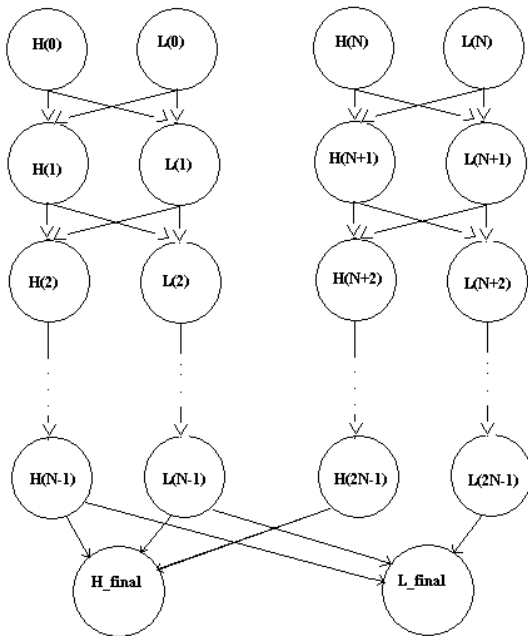 H(0) L(0) H(N) L(N)
H(1) L(1) H(N+1) L(N+1)
H(2) L(2) H(N+2) L(N+2)
H(N-1) L(N-1) H(2N-1) L(2N-1)
H_final L_final